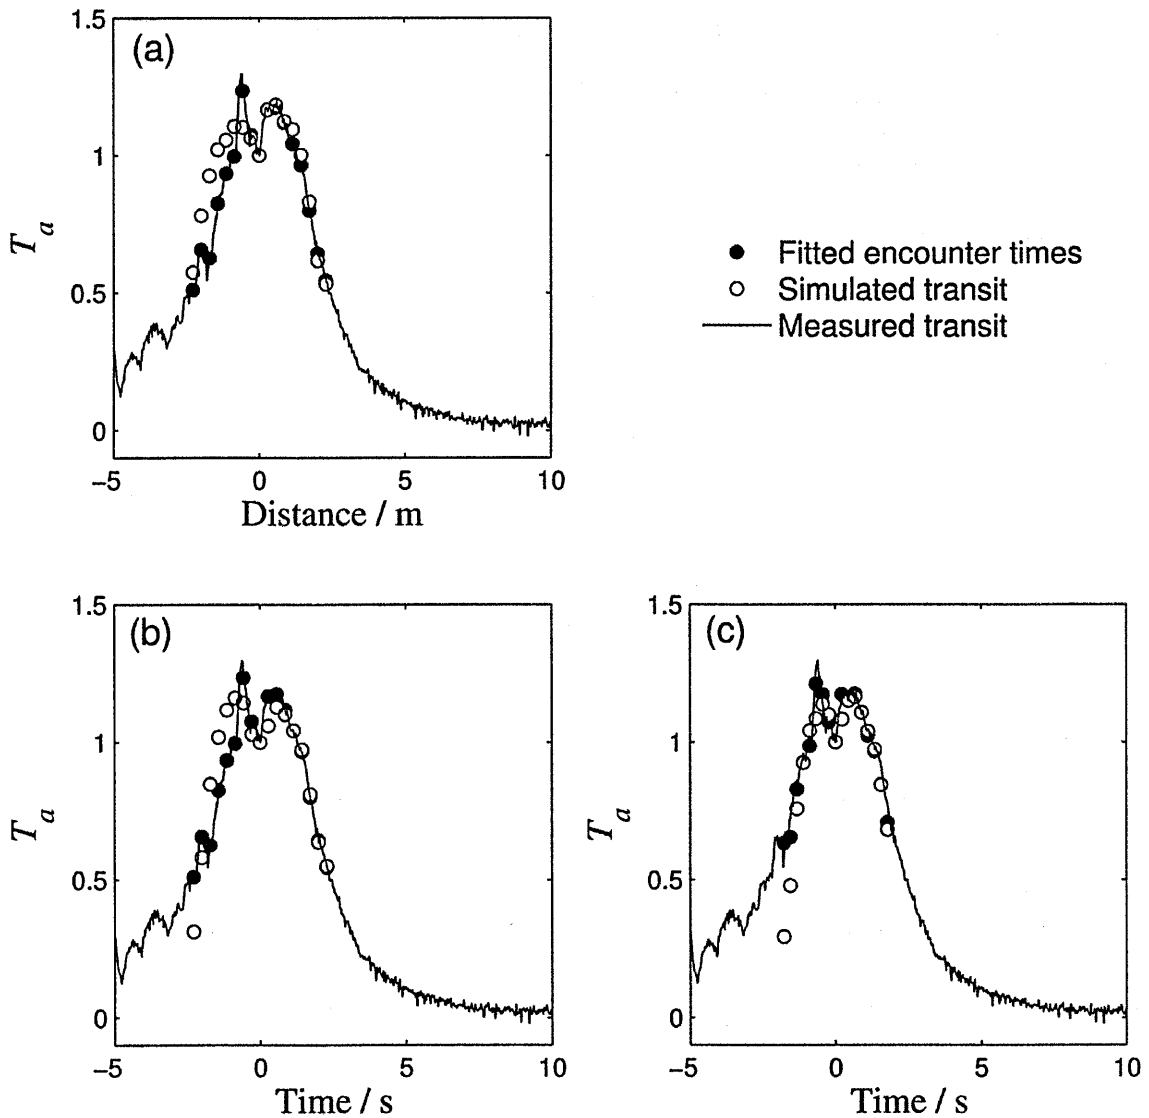 (a)
1.5
1
0.5
0
T_a
−5
0
5
10
Distance / m
Fitted encounter times
Simulated transit
Measured transit
(b)
1.5
1
0.5
0
T_a
−5
0
5
10
Time / s
(c)
1.5
1
0.5
0
T_a
−5
0
5
10
Time / s